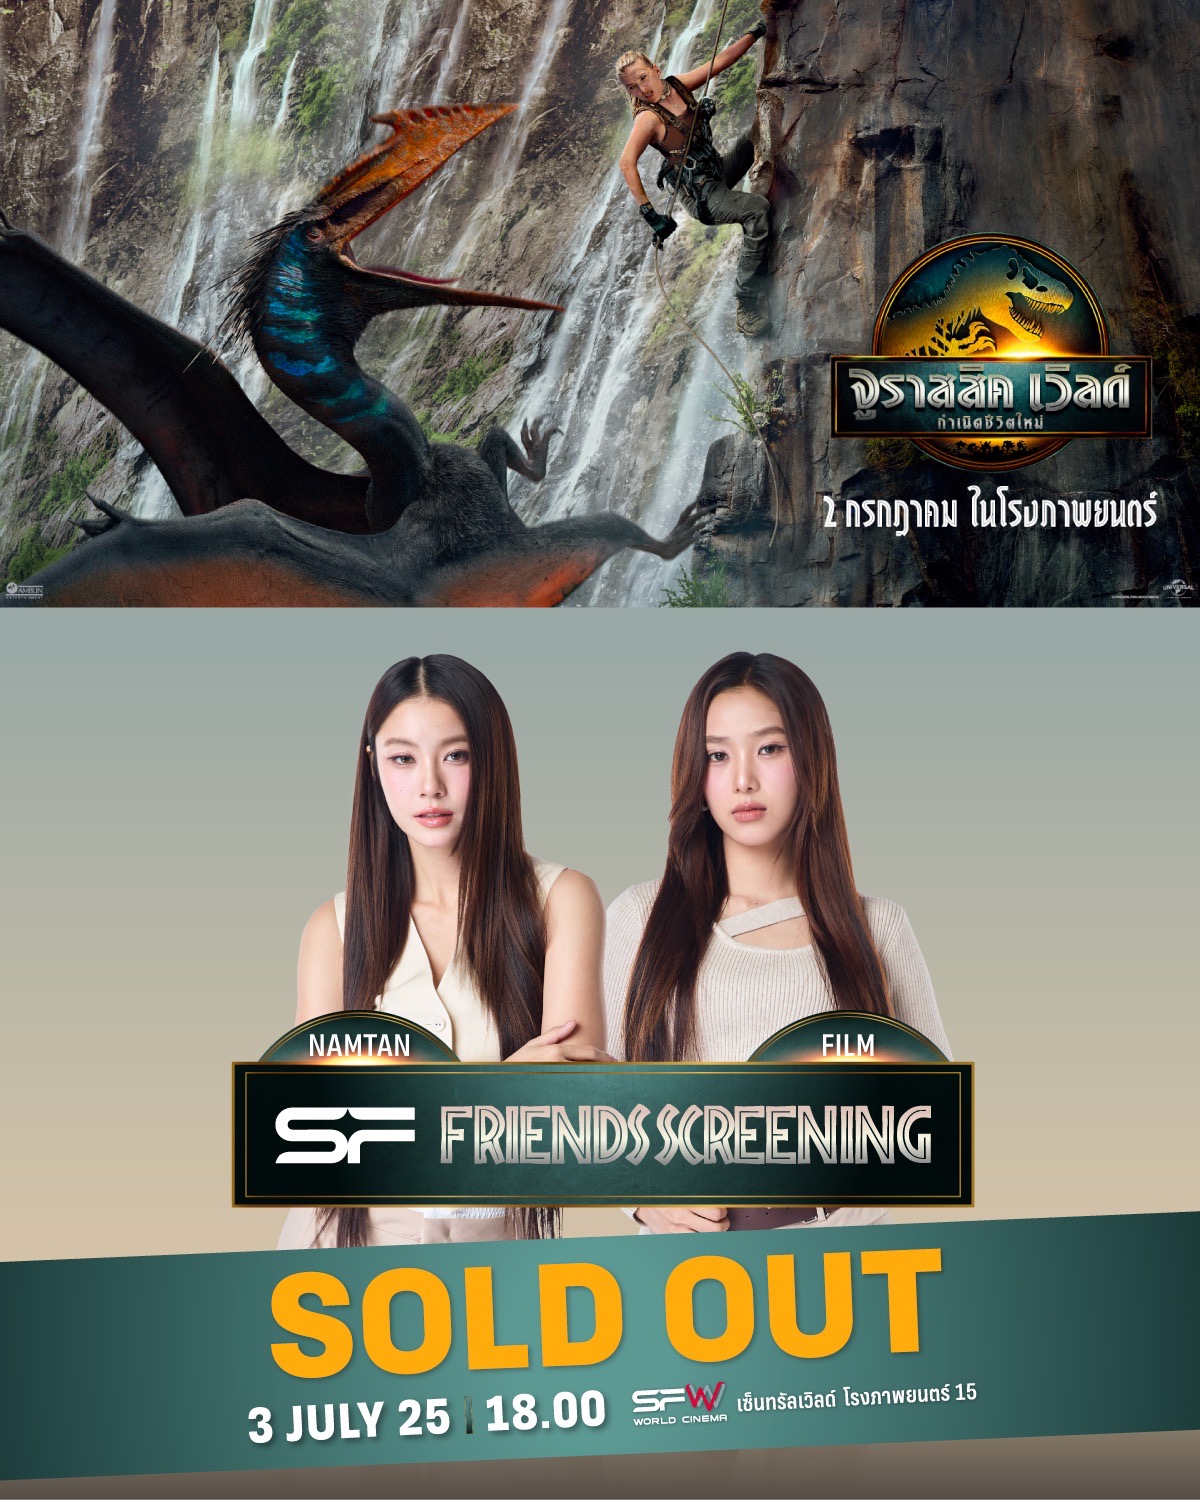 จูราสสิค เวิลด์
กำเนิดชีวิตใหม่
2 กรกฎาคม ในโรงภาพยนตร์
AMBLIN
ENTERTAINMENT
UNIVERSAL
NAMTAN
FILM
SF FRIENDS SCREENING
SOLD OUT
3 JULY 25 | 18.00
SFW
WORLD CINEMA
เซ็นทรัลเวิลด์ โรงภาพยนตร์ 15